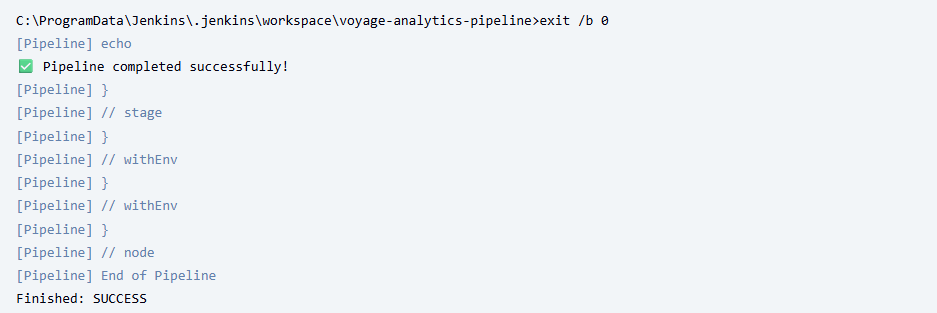 C:\ProgramData\Jenkins\.jenkins\workspace\voyage-analytics-pipeline>exit /b 0
[Pipeline] echo
✅ Pipeline completed successfully!
[Pipeline] }
[Pipeline] // stage
[Pipeline] }
[Pipeline] // withEnv
[Pipeline] }
[Pipeline] // withEnv
[Pipeline] }
[Pipeline] // node
[Pipeline] End of Pipeline
Finished: SUCCESS